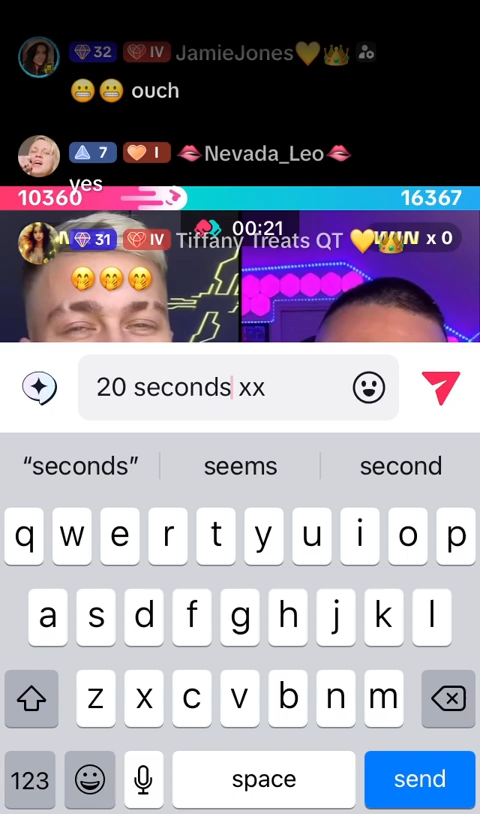 32 IV JamieJones💛👑
😬😬 ouch
7 I 💋Nevada_Leo💋
yes
10360 16367
00:21
31 IV Tiffany Treats QT 💛👑 WIN x 0
🤭🤭🤭
20 seconds xx
“seconds” seems second
q w e r t y u i o p
a s d f g h j k l
z x c v b n m
123 space send